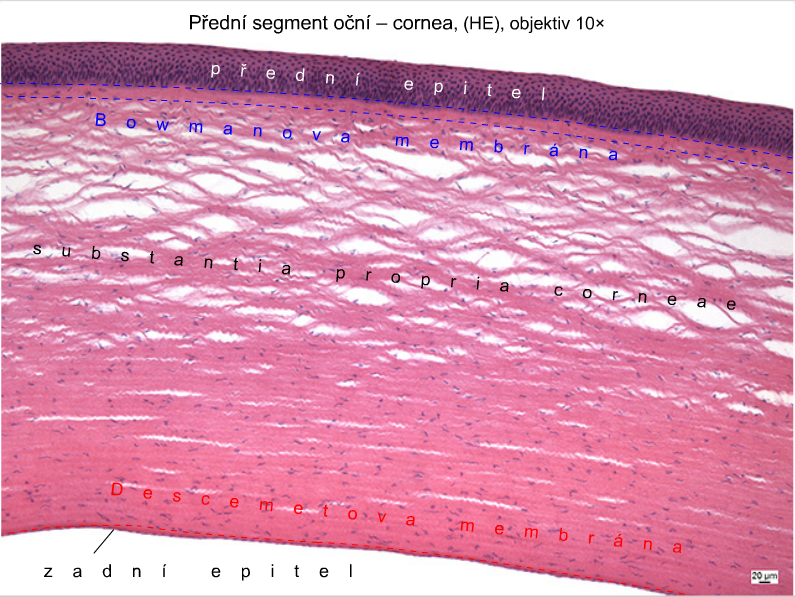 Přední segment oční – cornea, (HE), objektiv 10×
přední epitel
Bowmanova membrána
substantia propria corneae
Descemetova membrána
zadní epitel
20 µm